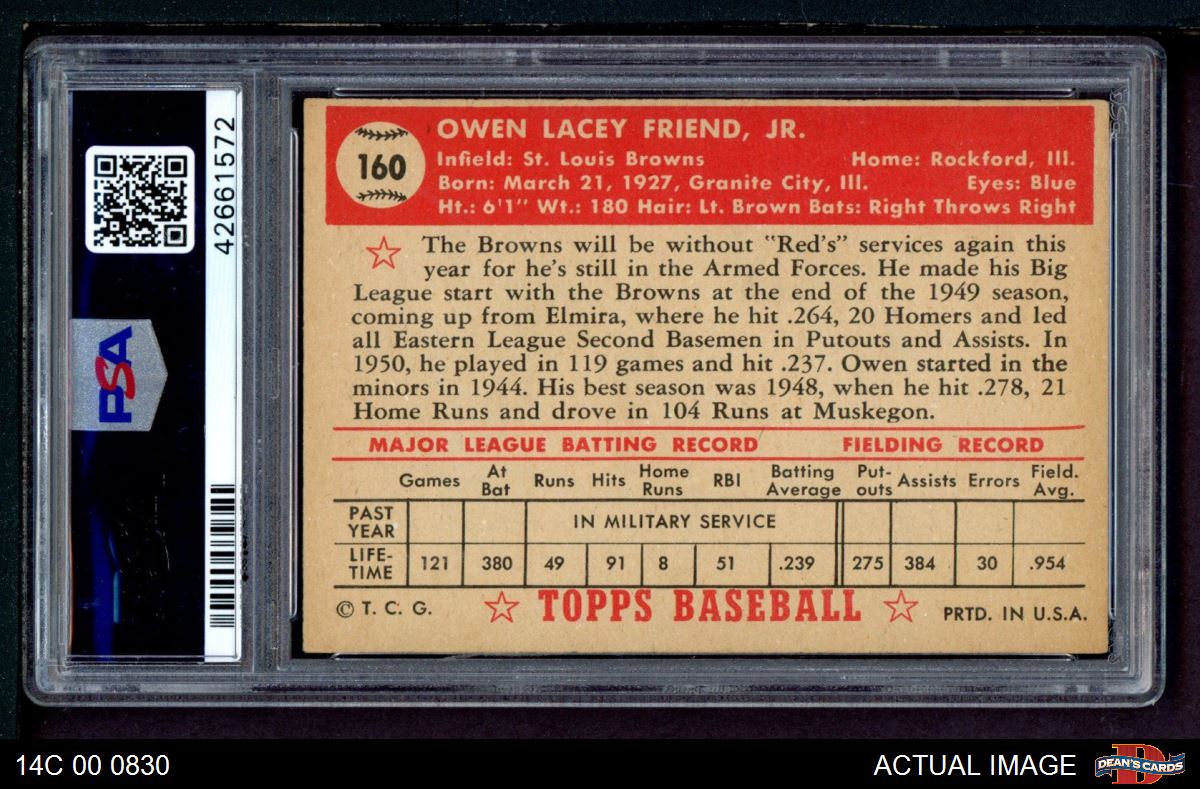 42661572
PSA
160
OWEN LACEY FRIEND, JR.
Infield: St. Louis Browns Home: Rockford, Ill.
Born: March 21, 1927, Granite City, Ill. Eyes: Blue
Ht.: 6'1" Wt.: 180 Hair: Lt. Brown Bats: Right Throws Right
The Browns will be without "Red's" services again this
year for he's still in the Armed Forces. He made his Big
League start with the Browns at the end of the 1949 season,
coming up from Elmira, where he hit .264, 20 Homers and led
all Eastern League Second Basemen in Putouts and Assists. In
1950, he played in 119 games and hit .237. Owen started in the
minors in 1944. His best season was 1948, when he hit .278, 21
Home Runs and drove in 104 Runs at Muskegon.
MAJOR LEAGUE BATTING RECORD FIELDING RECORD
Games At Bat Runs Hits Home Runs RBI Batting Average Put-outs Assists Errors Field. Avg.
PAST YEAR IN MILITARY SERVICE
LIFE-TIME 121 380 49 91 8 51 .239 275 384 30 .954
© T. C. G. TOPPS BASEBALL PRTD. IN U.S.A.
14C 00 0830 ACTUAL IMAGE DEAN'S CARDS